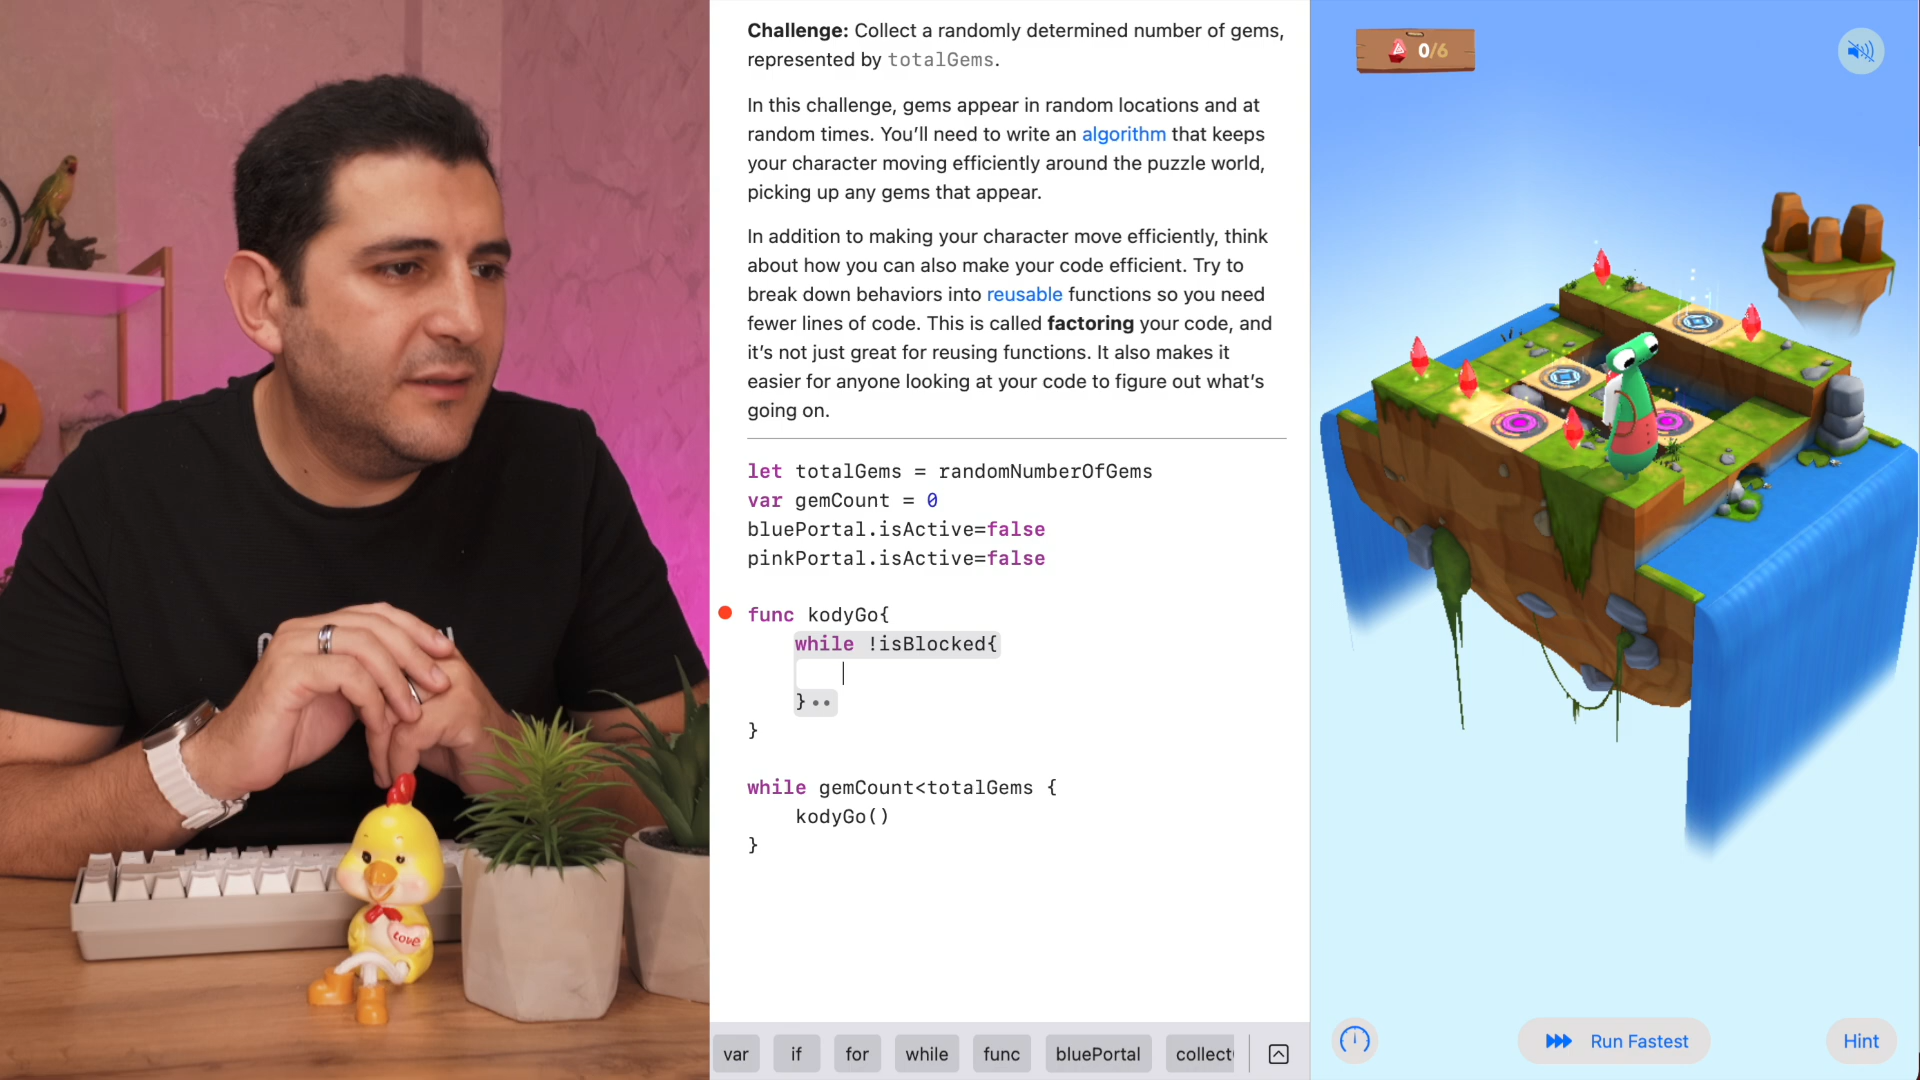 Challenge: Collect a randomly determined number of gems,
represented by totalGems.
In this challenge, gems appear in random locations and at
random times. You'll need to write an algorithm that keeps
your character moving efficiently around the puzzle world,
picking up any gems that appear.
In addition to making your character move efficiently, think
about how you can also make your code efficient. Try to
break down behaviors into reusable functions so you need
fewer lines of code. This is called factoring your code, and
it's not just great for reusing functions. It also makes it
easier for anyone looking at your code to figure out what's
going on.
let totalGems = randomNumberOfGems
var gemCount = 0
bluePortal.isActive=false
pinkPortal.isActive=false
func kodyGo{
while !isBlocked{
}
}
while gemCount<totalGems {
kodyGo()
}
var if for while func bluePortal collect
0/6
Run Fastest
Hint
Love